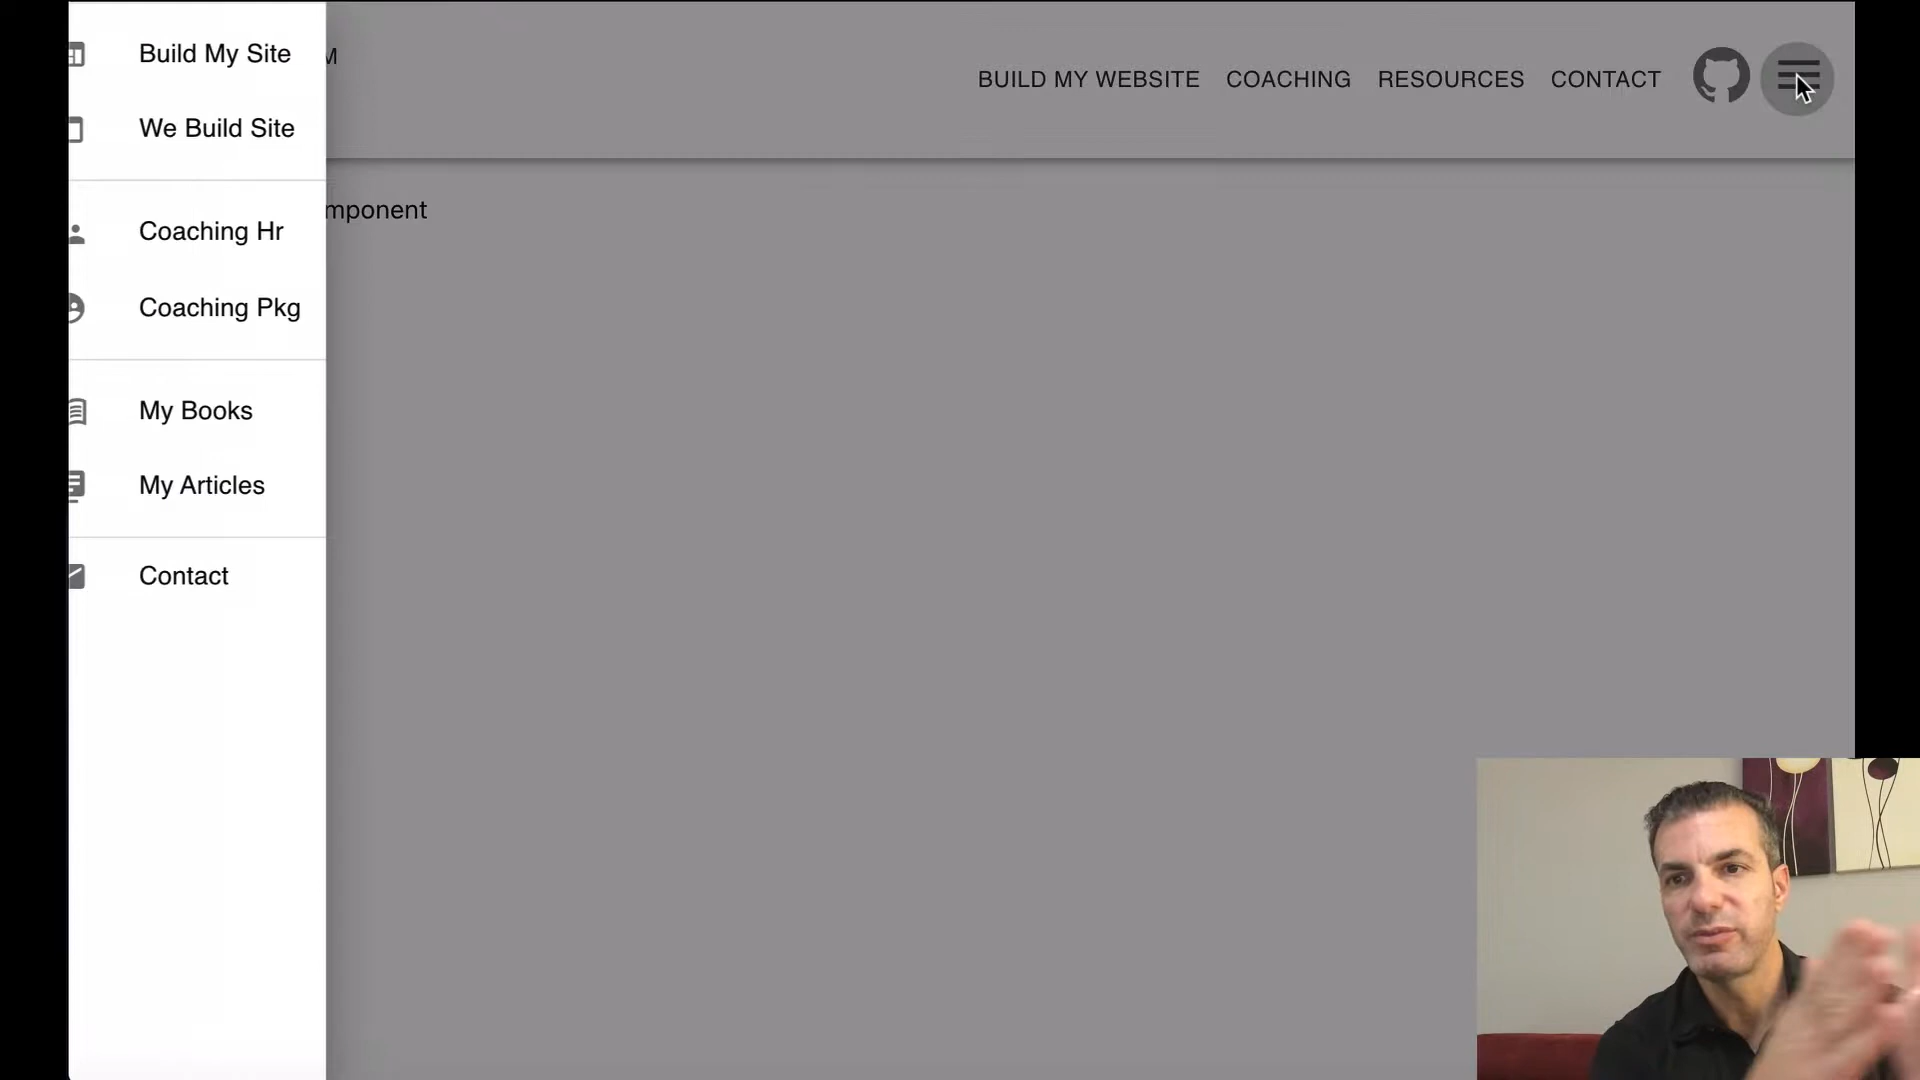 Build My Site
We Build Site
Coaching Hr
Coaching Pkg
My Books
My Articles
Contact
M
BUILD MY WEBSITE COACHING RESOURCES CONTACT
mponent